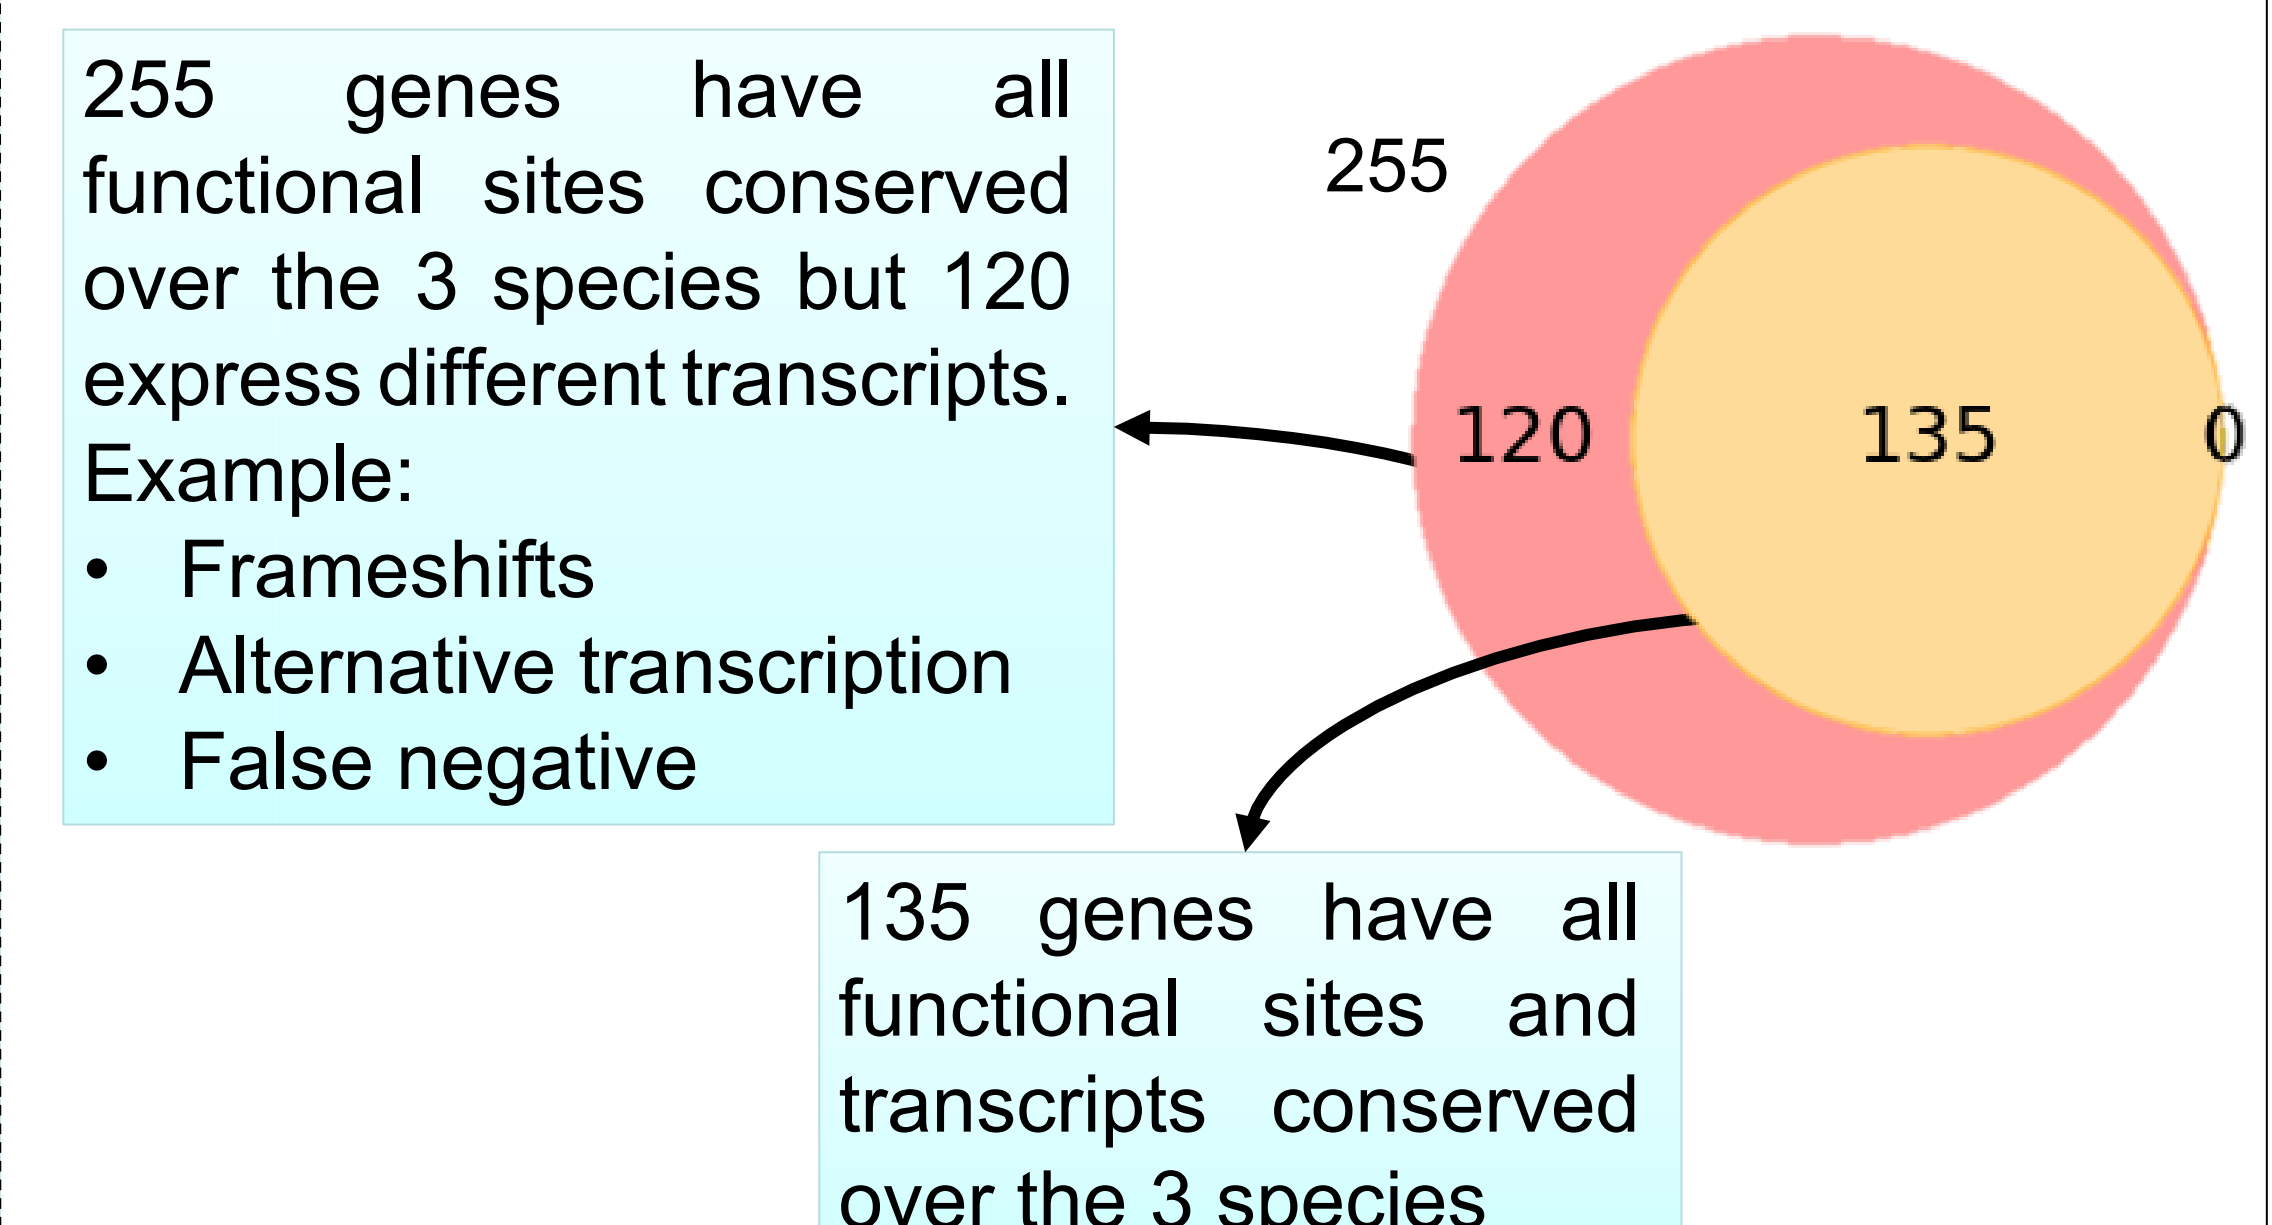 255 genes have all
functional sites conserved
over the 3 species but 120
express different transcripts.
Example:
• Frameshifts
• Alternative transcription
• False negative
255
120
135
0
135 genes have all
functional sites and
transcripts conserved
over the 3 species